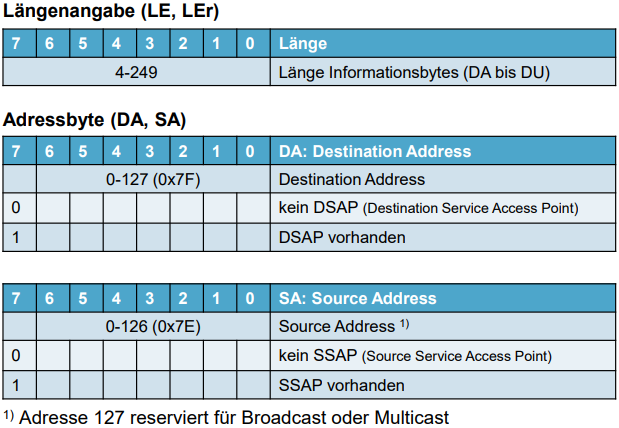 Längenangabe (LE, LEr)
7 6 5 4 3 2 1 0 Länge
4-249 Länge Informationsbytes (DA bis DU)
Adressbyte (DA, SA)
7 6 5 4 3 2 1 0 DA: Destination Address
0-127 (0x7F) Destination Address
0 kein DSAP (Destination Service Access Point)
1 DSAP vorhanden
7 6 5 4 3 2 1 0 SA: Source Address
0-126 (0x7E) Source Address 1)
0 kein SSAP (Source Service Access Point)
1 SSAP vorhanden
1) Adresse 127 reserviert für Broadcast oder Multicast